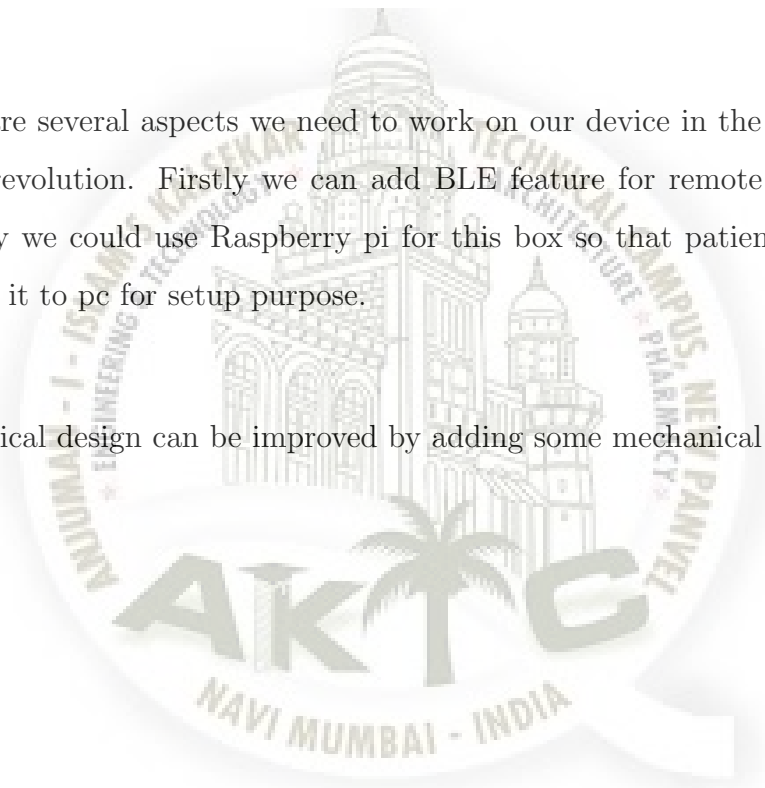 re several aspects we need to work on our device in the
revolution. Firstly we can add BLE feature for remote
y we could use Raspberry pi for this box so that patien
it to pc for setup purpose.
ical design can be improved by adding some mechanical
ANJUMAN - I - ISLAM'S KALSEKAR TECHNICAL CAMPUS, NEW PANVEL
ENGINEERING TECHNOLOGY ARCHITECTURE PHARMACY
AKTC
NAVI MUMBAI - INDIA